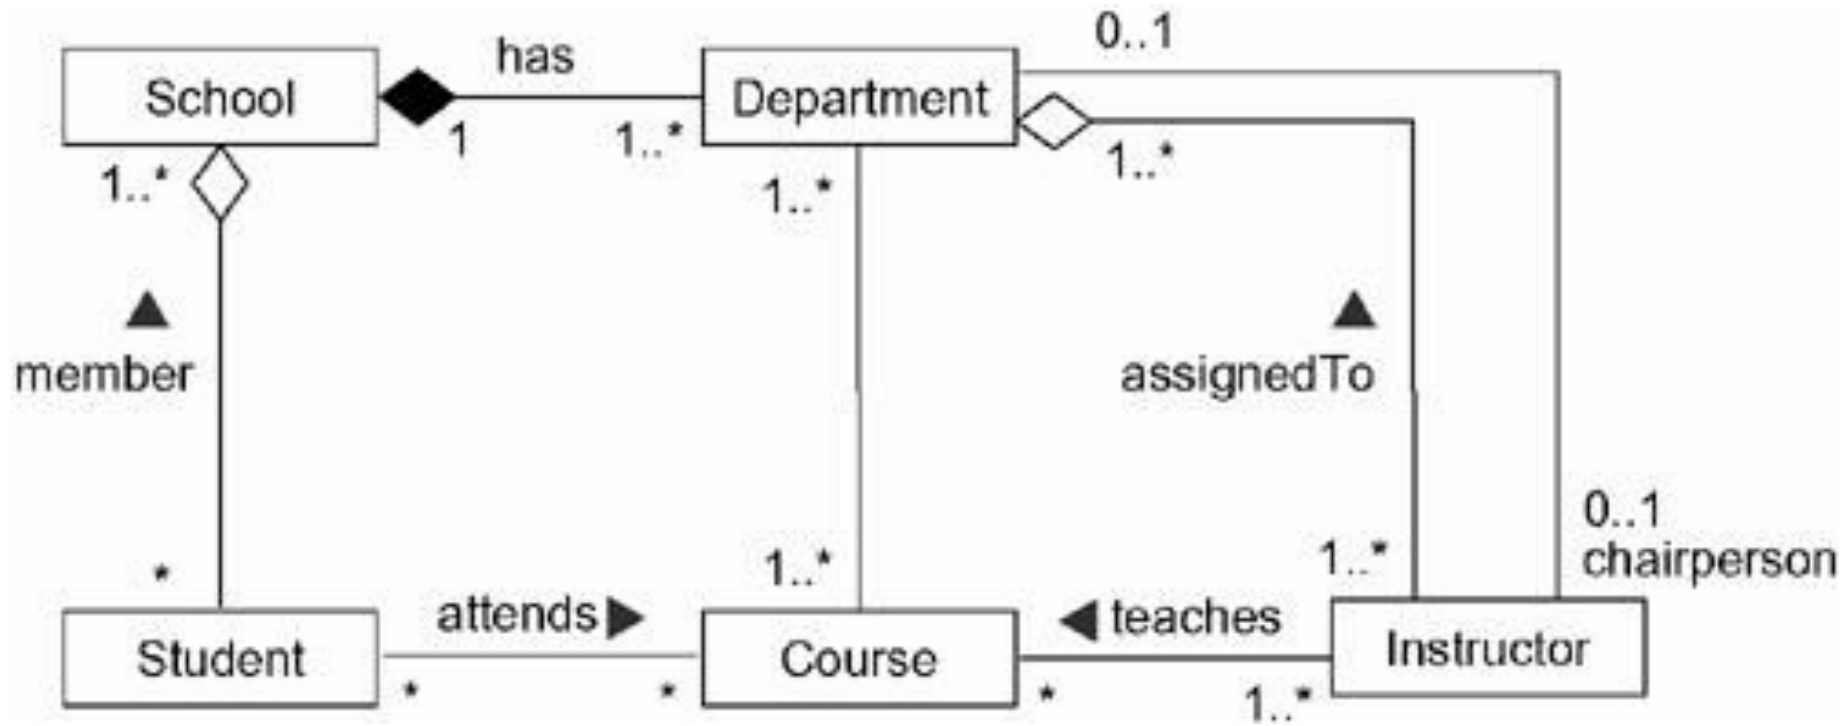 0..1
has
School
Department
1
1..*
1..*
1..*
1..*
member
assignedTo
0..1
chairperson
1..*
1..*
*
attends
teaches
Student
Course
Instructor
*
*
*
1..*